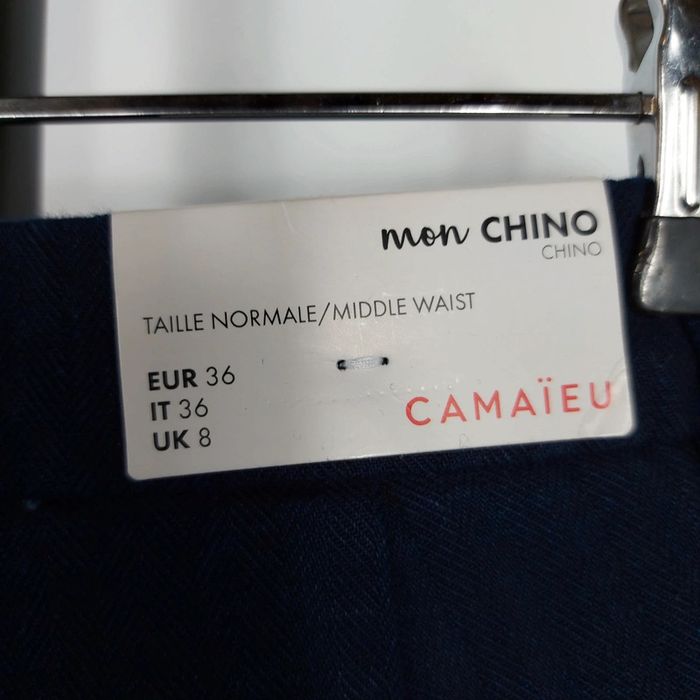 mon CHINO
CHINO
TAILLE NORMALE/MIDDLE WAIST
EUR 36
IT 36
UK 8
CAMAÏEU